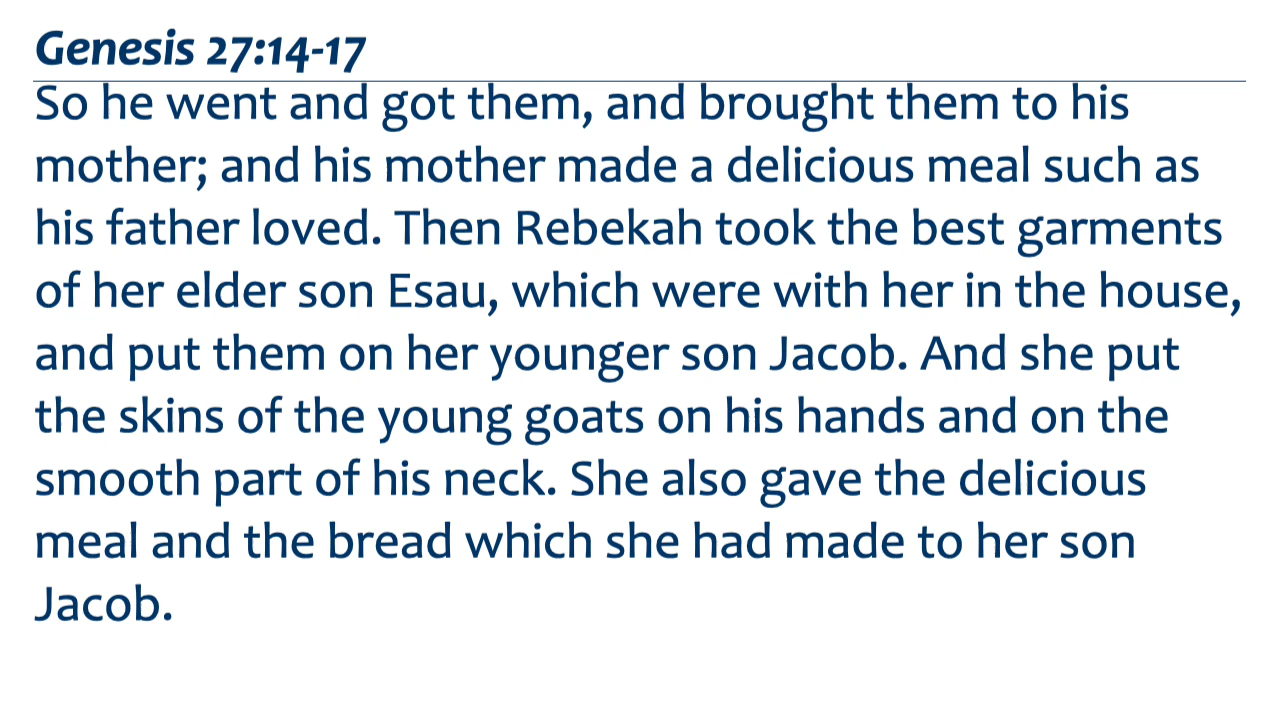 Genesis 27:14-17
So he went and got them, and brought them to his
mother; and his mother made a delicious meal such as
his father loved. Then Rebekah took the best garments
of her elder son Esau, which were with her in the house,
and put them on her younger son Jacob. And she put
the skins of the young goats on his hands and on the
smooth part of his neck. She also gave the delicious
meal and the bread which she had made to her son
Jacob.